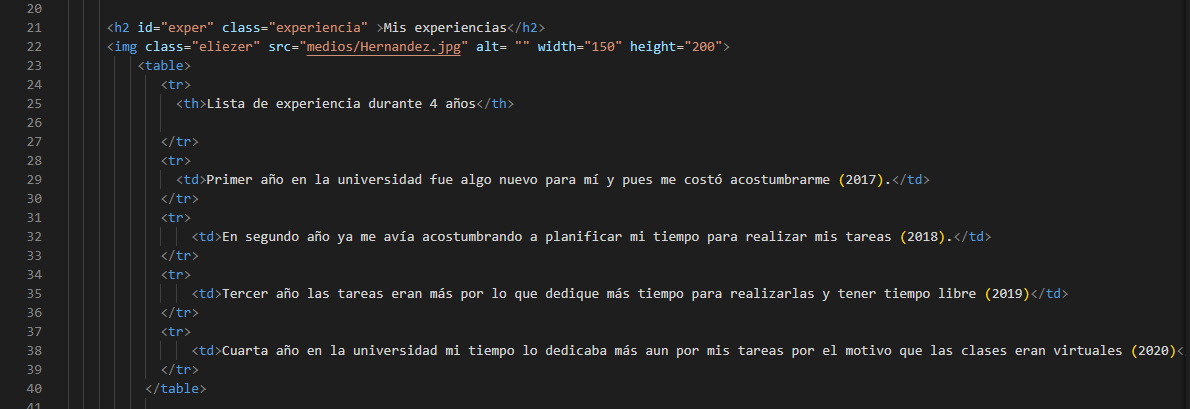 20
21 <h2 id="exper" class="experiencia" >Mis experiencias</h2>
22 <img class="eliezer" src="medios/Hernandez.jpg" alt= "" width="150" height="200">
23 <table>
24 <tr>
25 <th>Lista de experiencia durante 4 años</th>
26
27 </tr>
28 <tr>
29 <td>Primer año en la universidad fue algo nuevo para mí y pues me costó acostumbrarme (2017).</td>
30 </tr>
31 <tr>
32 <td>En segundo año ya me avía acostumbrando a planificar mi tiempo para realizar mis tareas (2018).</td>
33 </tr>
34 <tr>
35 <td>Tercer año las tareas eran más por lo que dedique más tiempo para realizarlas y tener tiempo libre (2019)</td>
36 </tr>
37 <tr>
38 <td>Cuarta año en la universidad mi tiempo lo dedicaba más aun por mis tareas por el motivo que las clases eran virtuales (2020)<
39 </tr>
40 </table>
41